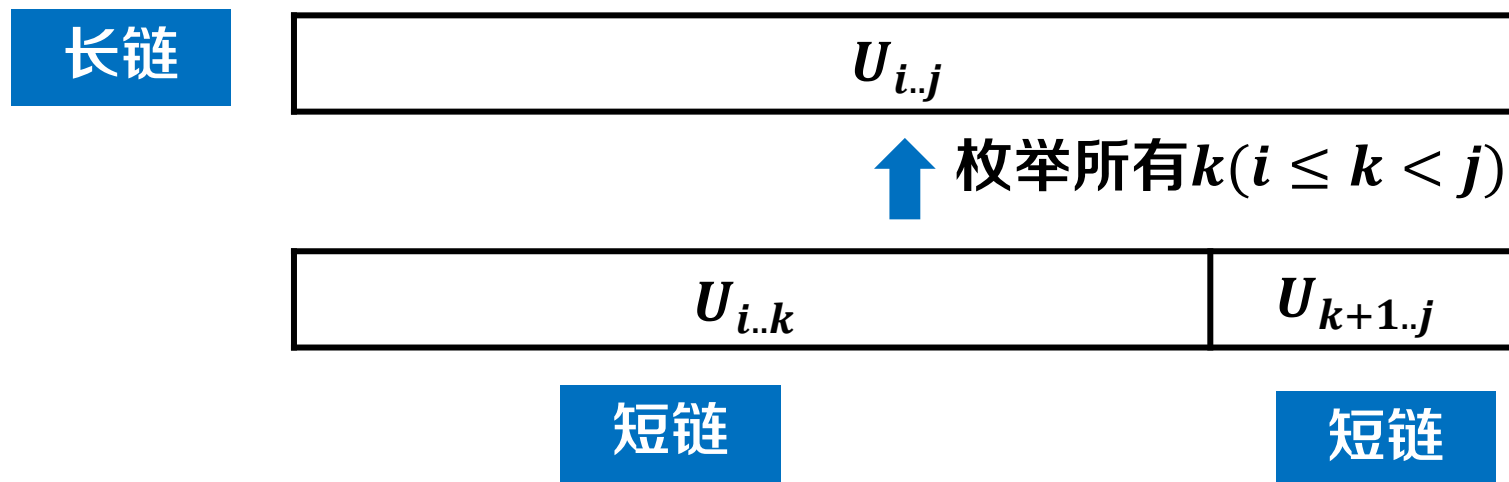 长链
U_{i..j}
枚举所有k(i ≤ k < j)
U_{i..k}
U_{k+1..j}
短链
短链